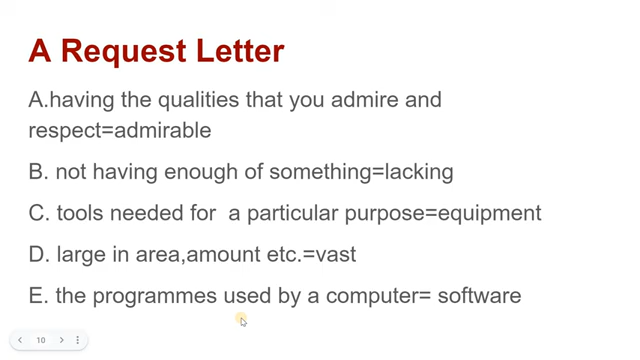 A Request Letter
A.having the qualities that you admire and
respect=admirable
B. not having enough of something=lacking
C. tools needed for  a particular purpose=equipment
D. large in area,amount etc.=vast
E. the programmes used by a computer= software
10